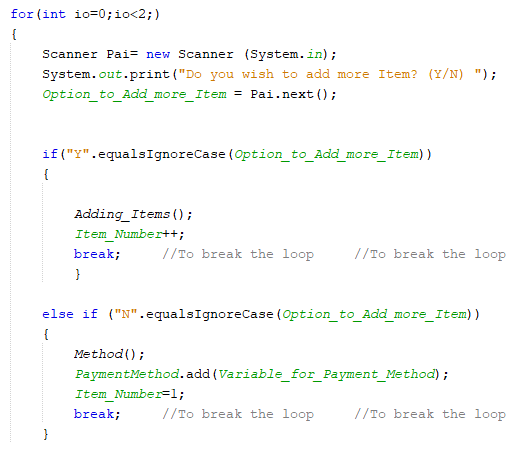 for(int io=0;io<2;)
{
Scanner Pai= new Scanner (System.in);
System.out.print("Do you wish to add more Item? (Y/N) ");
Option_to_Add_more_Item = Pai.next();
if("Y".equalsIgnoreCase(Option_to_Add_more_Item))
{
Adding_Items();
Item_Number++;
break; //To break the loop //To break the loop
}
else if ("N".equalsIgnoreCase(Option_to_Add_more_Item))
{
Method();
PaymentMethod.add(Variable_for_Payment_Method);
Item_Number=1;
break; //To break the loop //To break the loop
}